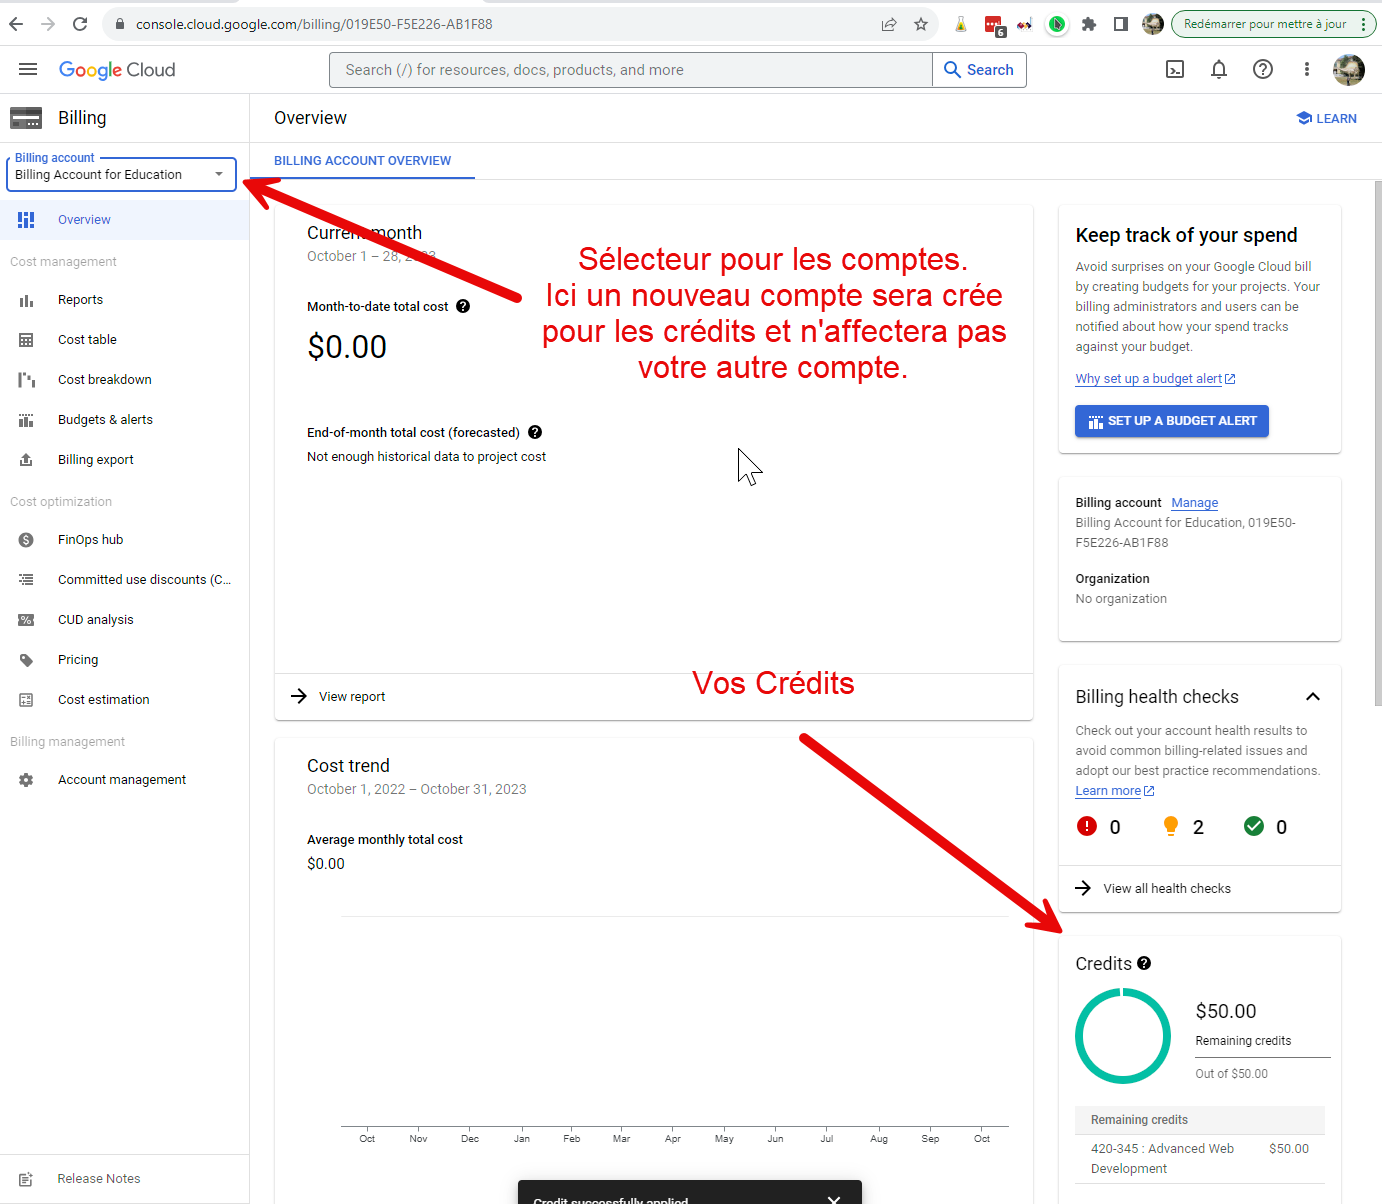 console.cloud.google.com/billing/019E50-F5E226-AB1F88
6
Redémarrer pour mettre à jour
Google Cloud
Search (/) for resources, docs, products, and more
Search
Billing
Overview
LEARN
Billing account
Billing Account for Education
BILLING ACCOUNT OVERVIEW
Overview
Cost management
Reports
Cost table
Cost breakdown
Budgets & alerts
Billing export
Cost optimization
FinOps hub
Committed use discounts (C...
CUD analysis
Pricing
Cost estimation
Billing management
Account management
Release Notes
Current month
October 1 – 28, 2023
Month-to-date total cost
$0.00
End-of-month total cost (forecasted)
Not enough historical data to project cost
Sélecteur pour les comptes.
Ici un nouveau compte sera crée
pour les crédits et n'affectera pas
votre autre compte.
View report
Vos Crédits
Cost trend
October 1, 2022 – October 31, 2023
Average monthly total cost
$0.00
Oct Nov Dec Jan Feb Mar Apr May Jun Jul Aug Sep Oct
Credit successfully applied
Keep track of your spend
Avoid surprises on your Google Cloud bill
by creating budgets for your projects. Your
billing administrators and users can be
notified about how your spend tracks
against your budget.
Why set up a budget alert
SET UP A BUDGET ALERT
Billing account Manage
Billing Account for Education, 019E50-
F5E226-AB1F88
Organization
No organization
Billing health checks
Check out your account health results to
avoid common billing-related issues and
adopt our best practice recommendations.
Learn more
0 2 0
View all health checks
Credits
$50.00
Remaining credits
Out of $50.00
Remaining credits
420-345 : Advanced Web $50.00
Development